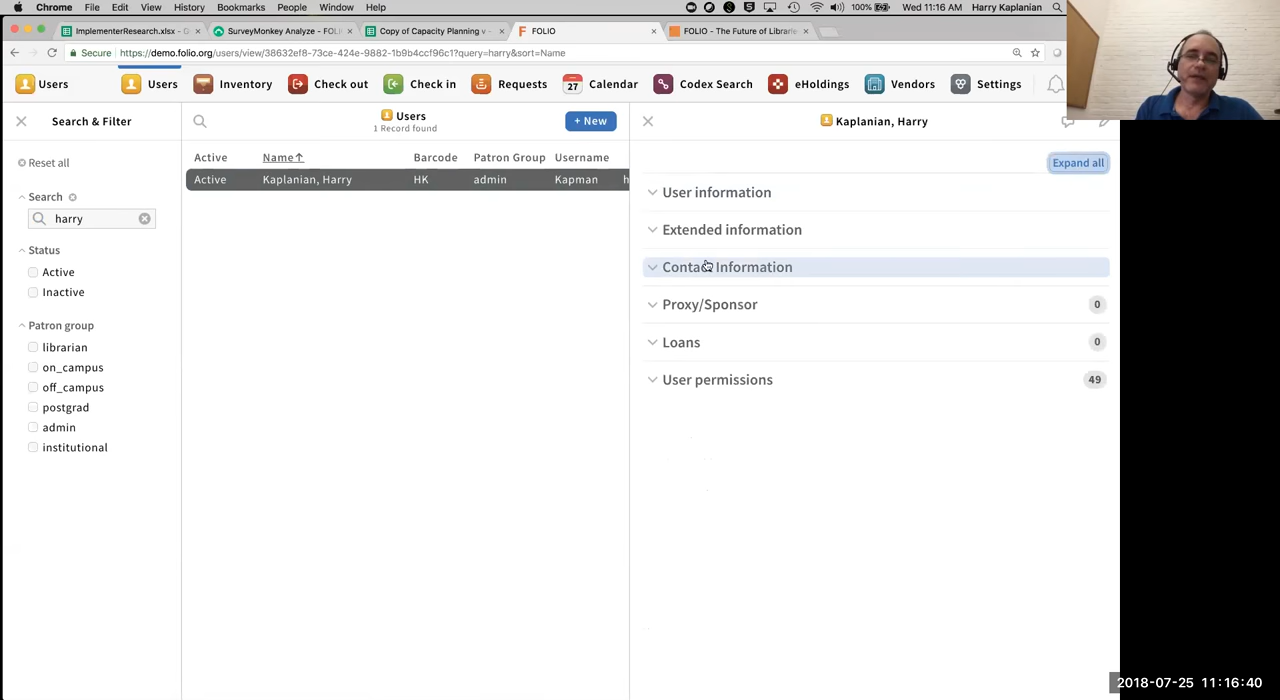 Chrome File Edit View History Bookmarks People Window Help 100% Wed 11:16 AM Harry Kaplanian
ImplementerResearch.xlsx - G SurveyMonkey Analyze - FOLI Copy of Capacity Planning v - FOLIO FOLIO - The Future of Librarie
Secure https://demo.folio.org/users/view/38632ef8-73ce-424e-9882-1b9b4ccf96c1?query=harry&sort=Name
Users Users Inventory Check out Check in Requests 27 Calendar Codex Search eHoldings Vendors Settings
Search & Filter
Reset all
Search
harry
Status
Active
Inactive
Patron group
librarian
on_campus
off_campus
postgrad
admin
institutional
Users
1 Record found
+ New
Active Name Barcode Patron Group Username
Active Kaplanian, Harry HK admin Kapman h
Kaplanian, Harry
Expand all
User information
Extended information
Contact Information
Proxy/Sponsor 0
Loans 0
User permissions 49
2018-07-25 11:16:40